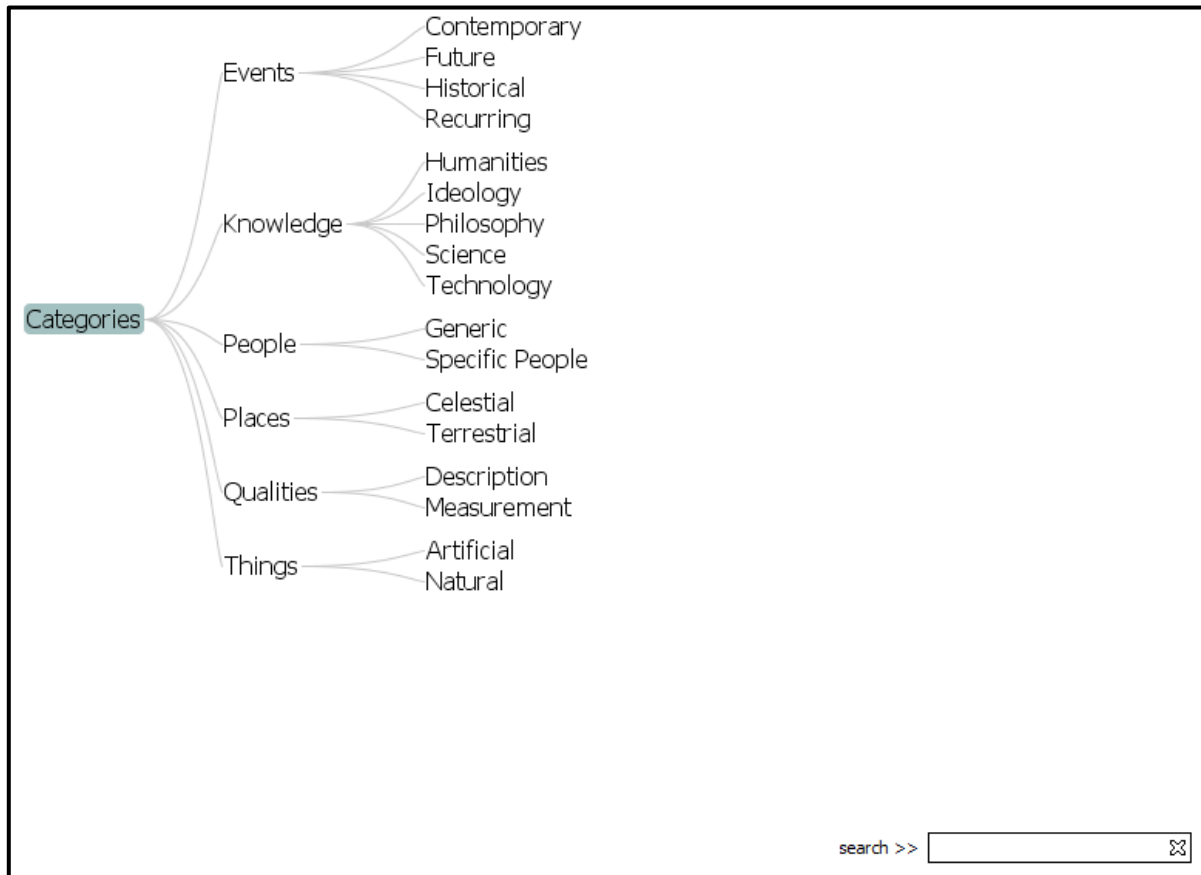 Categories
Events
Contemporary
Future
Historical
Recurring
Knowledge
Humanities
Ideology
Philosophy
Science
Technology
People
Generic
Specific People
Places
Celestial
Terrestrial
Qualities
Description
Measurement
Things
Artificial
Natural
search >>